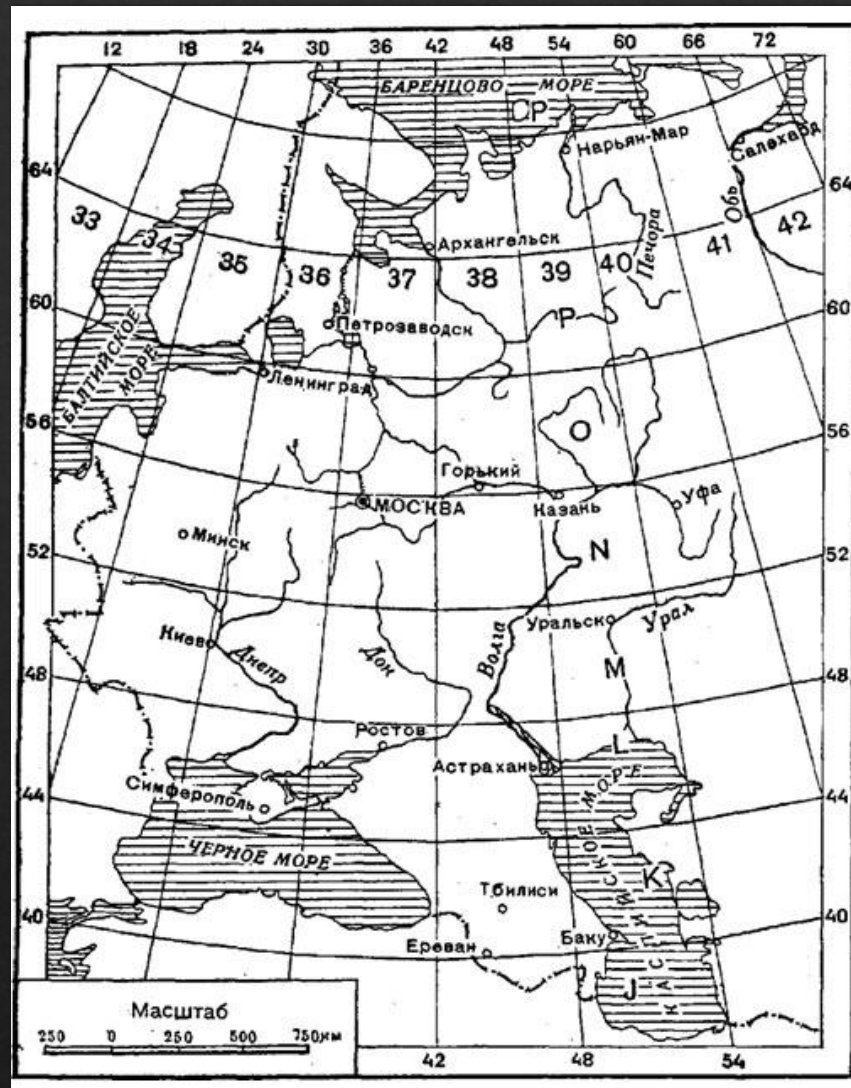 12 18 24 30 36 42 48 54 60 66 72
БАРЕНЦОВО МОРЕ
СР
Нарьян-Мар
Салехард
64 64
33 34 35 36 37 38 39 40 41 42
Архангельск
Печора
Обь
60 60
Р
Петрозаводск
БАЛТИЙСКОЕ
МОРЕ
Ленинград
56 56
О
Горький
МОСКВА
Казань
Уфа
Минск
52 52
N
Киев
Днепр
Дон
Волга
Уральск
Урал
М
48 48
Ростов
L
Астрахань
Симферополь
44 44
ЧЕРНОЕ МОРЕ
КАСПИЙСКОЕ МОРЕ
К
Тбилиси
40 40
Ереван
Баку
J
Масштаб
250 0 250 500 750 км
42 48 54